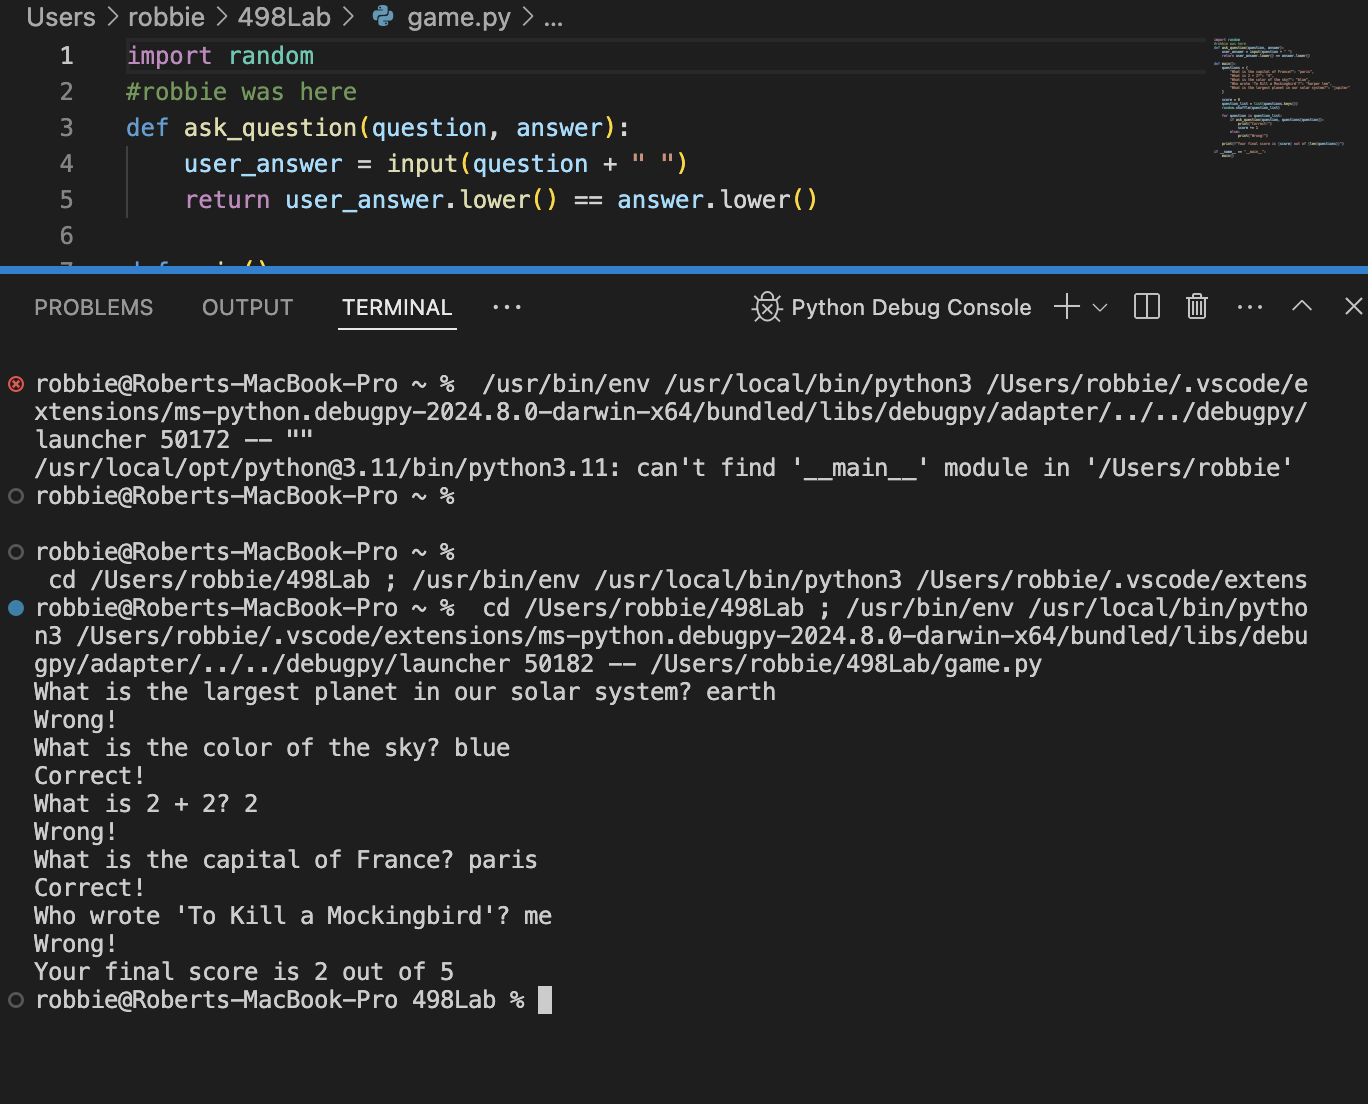 Users > robbie > 498Lab > game.py > ...
1 import random
2 #robbie was here
3 def ask_question(question, answer):
4 user_answer = input(question + " ")
5 return user_answer.lower() == answer.lower()
6
PROBLEMS OUTPUT TERMINAL ··· Python Debug Console
robbie@Roberts-MacBook-Pro ~ % /usr/bin/env /usr/local/bin/python3 /Users/robbie/.vscode/e
xtensions/ms-python.debugpy-2024.8.0-darwin-x64/bundled/libs/debugpy/adapter/../../debugpy/
launcher 50172 -- ""
/usr/local/opt/python@3.11/bin/python3.11: can't find '__main__' module in '/Users/robbie'
robbie@Roberts-MacBook-Pro ~ %
robbie@Roberts-MacBook-Pro ~ %
cd /Users/robbie/498Lab ; /usr/bin/env /usr/local/bin/python3 /Users/robbie/.vscode/extens
robbie@Roberts-MacBook-Pro ~ % cd /Users/robbie/498Lab ; /usr/bin/env /usr/local/bin/pytho
n3 /Users/robbie/.vscode/extensions/ms-python.debugpy-2024.8.0-darwin-x64/bundled/libs/debu
gpy/adapter/../../debugpy/launcher 50182 -- /Users/robbie/498Lab/game.py
What is the largest planet in our solar system? earth
Wrong!
What is the color of the sky? blue
Correct!
What is 2 + 2? 2
Wrong!
What is the capital of France? paris
Correct!
Who wrote 'To Kill a Mockingbird'? me
Wrong!
Your final score is 2 out of 5
robbie@Roberts-MacBook-Pro 498Lab %